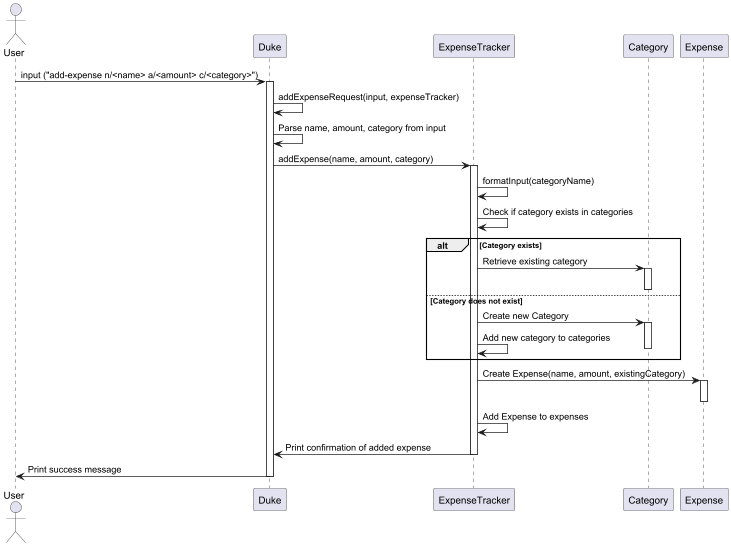 User
Duke
ExpenseTracker
Category
Expense
input ("add-expense n/<name> a/<amount> c/<category>")
addExpenseRequest(input, expenseTracker)
Parse name, amount, category from input
addExpense(name, amount, category)
formatInput(categoryName)
Check if category exists in categories
alt
[Category exists]
Retrieve existing category
[Category does not exist]
Create new Category
Add new category to categories
Create Expense(name, amount, existingCategory)
Add Expense to expenses
Print confirmation of added expense
Print success message
User
Duke
ExpenseTracker
Category
Expense